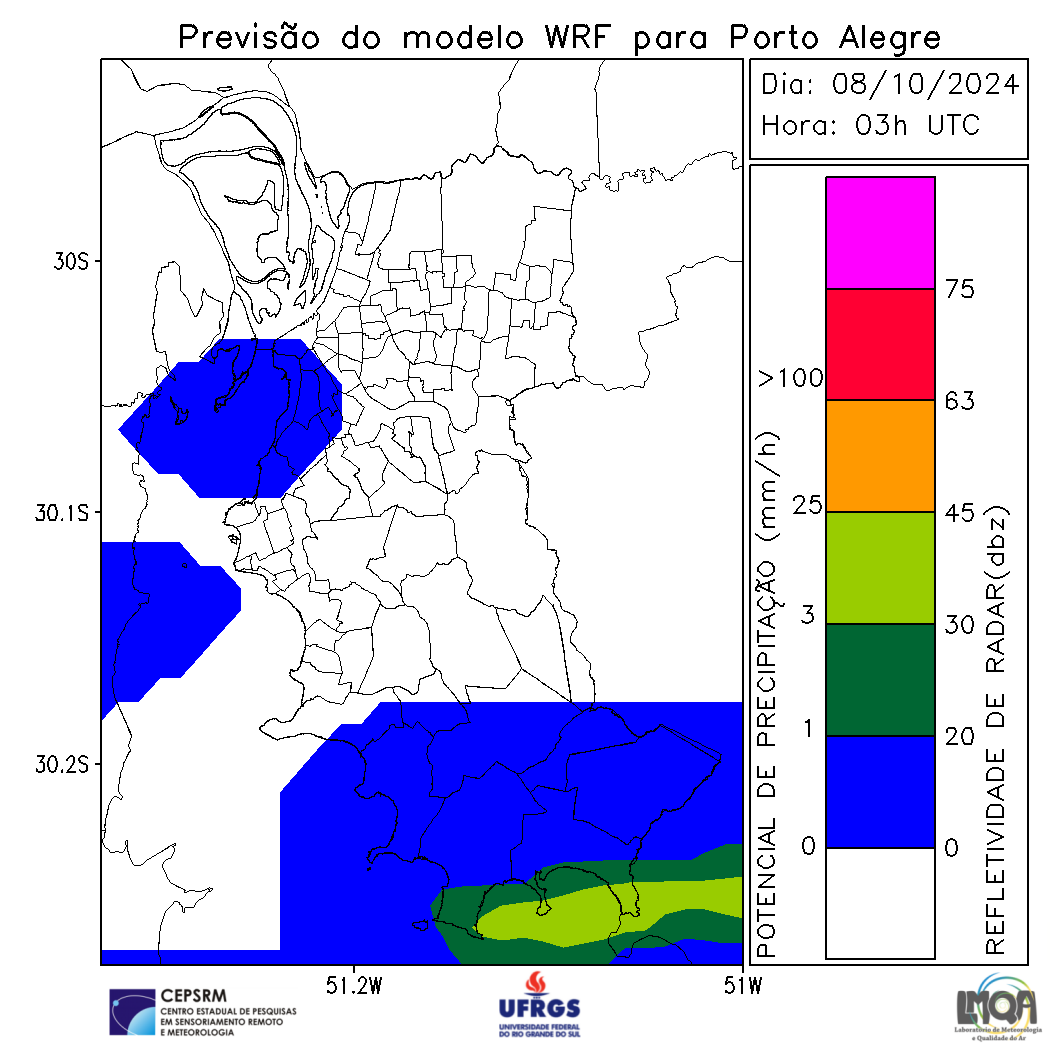 Previsão do modelo WRF para Porto Alegre
Dia: 08/10/2024
Hora: 03h UTC
30S
30.1S
30.2S
51.2W
51W
POTENCIAL DE PRECIPITAÇÃO (mm/h)
>100
25
3
1
0
75
63
45
30
20
0
REFLETIVIDADE DE RADAR(dbz)
CEPSRM
CENTRO ESTADUAL DE PESQUISAS
EM SENSORIAMENTO REMOTO
E METEOROLOGIA
UFRGS
UNIVERSIDADE FEDERAL
DO RIO GRANDE DO SUL
LMQA
Laboratório de Meteorologia
e Qualidade do Ar